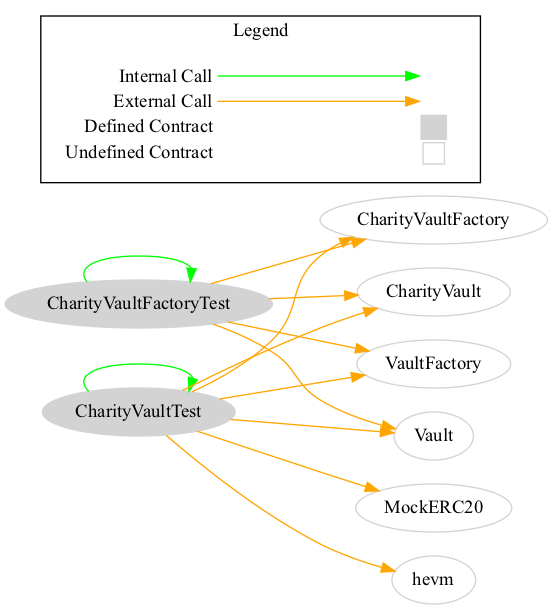 Legend
Internal Call
External Call
Defined Contract
Undefined Contract
CharityVaultFactory
CharityVaultFactoryTest
CharityVault
VaultFactory
CharityVaultTest
Vault
MockERC20
hevm